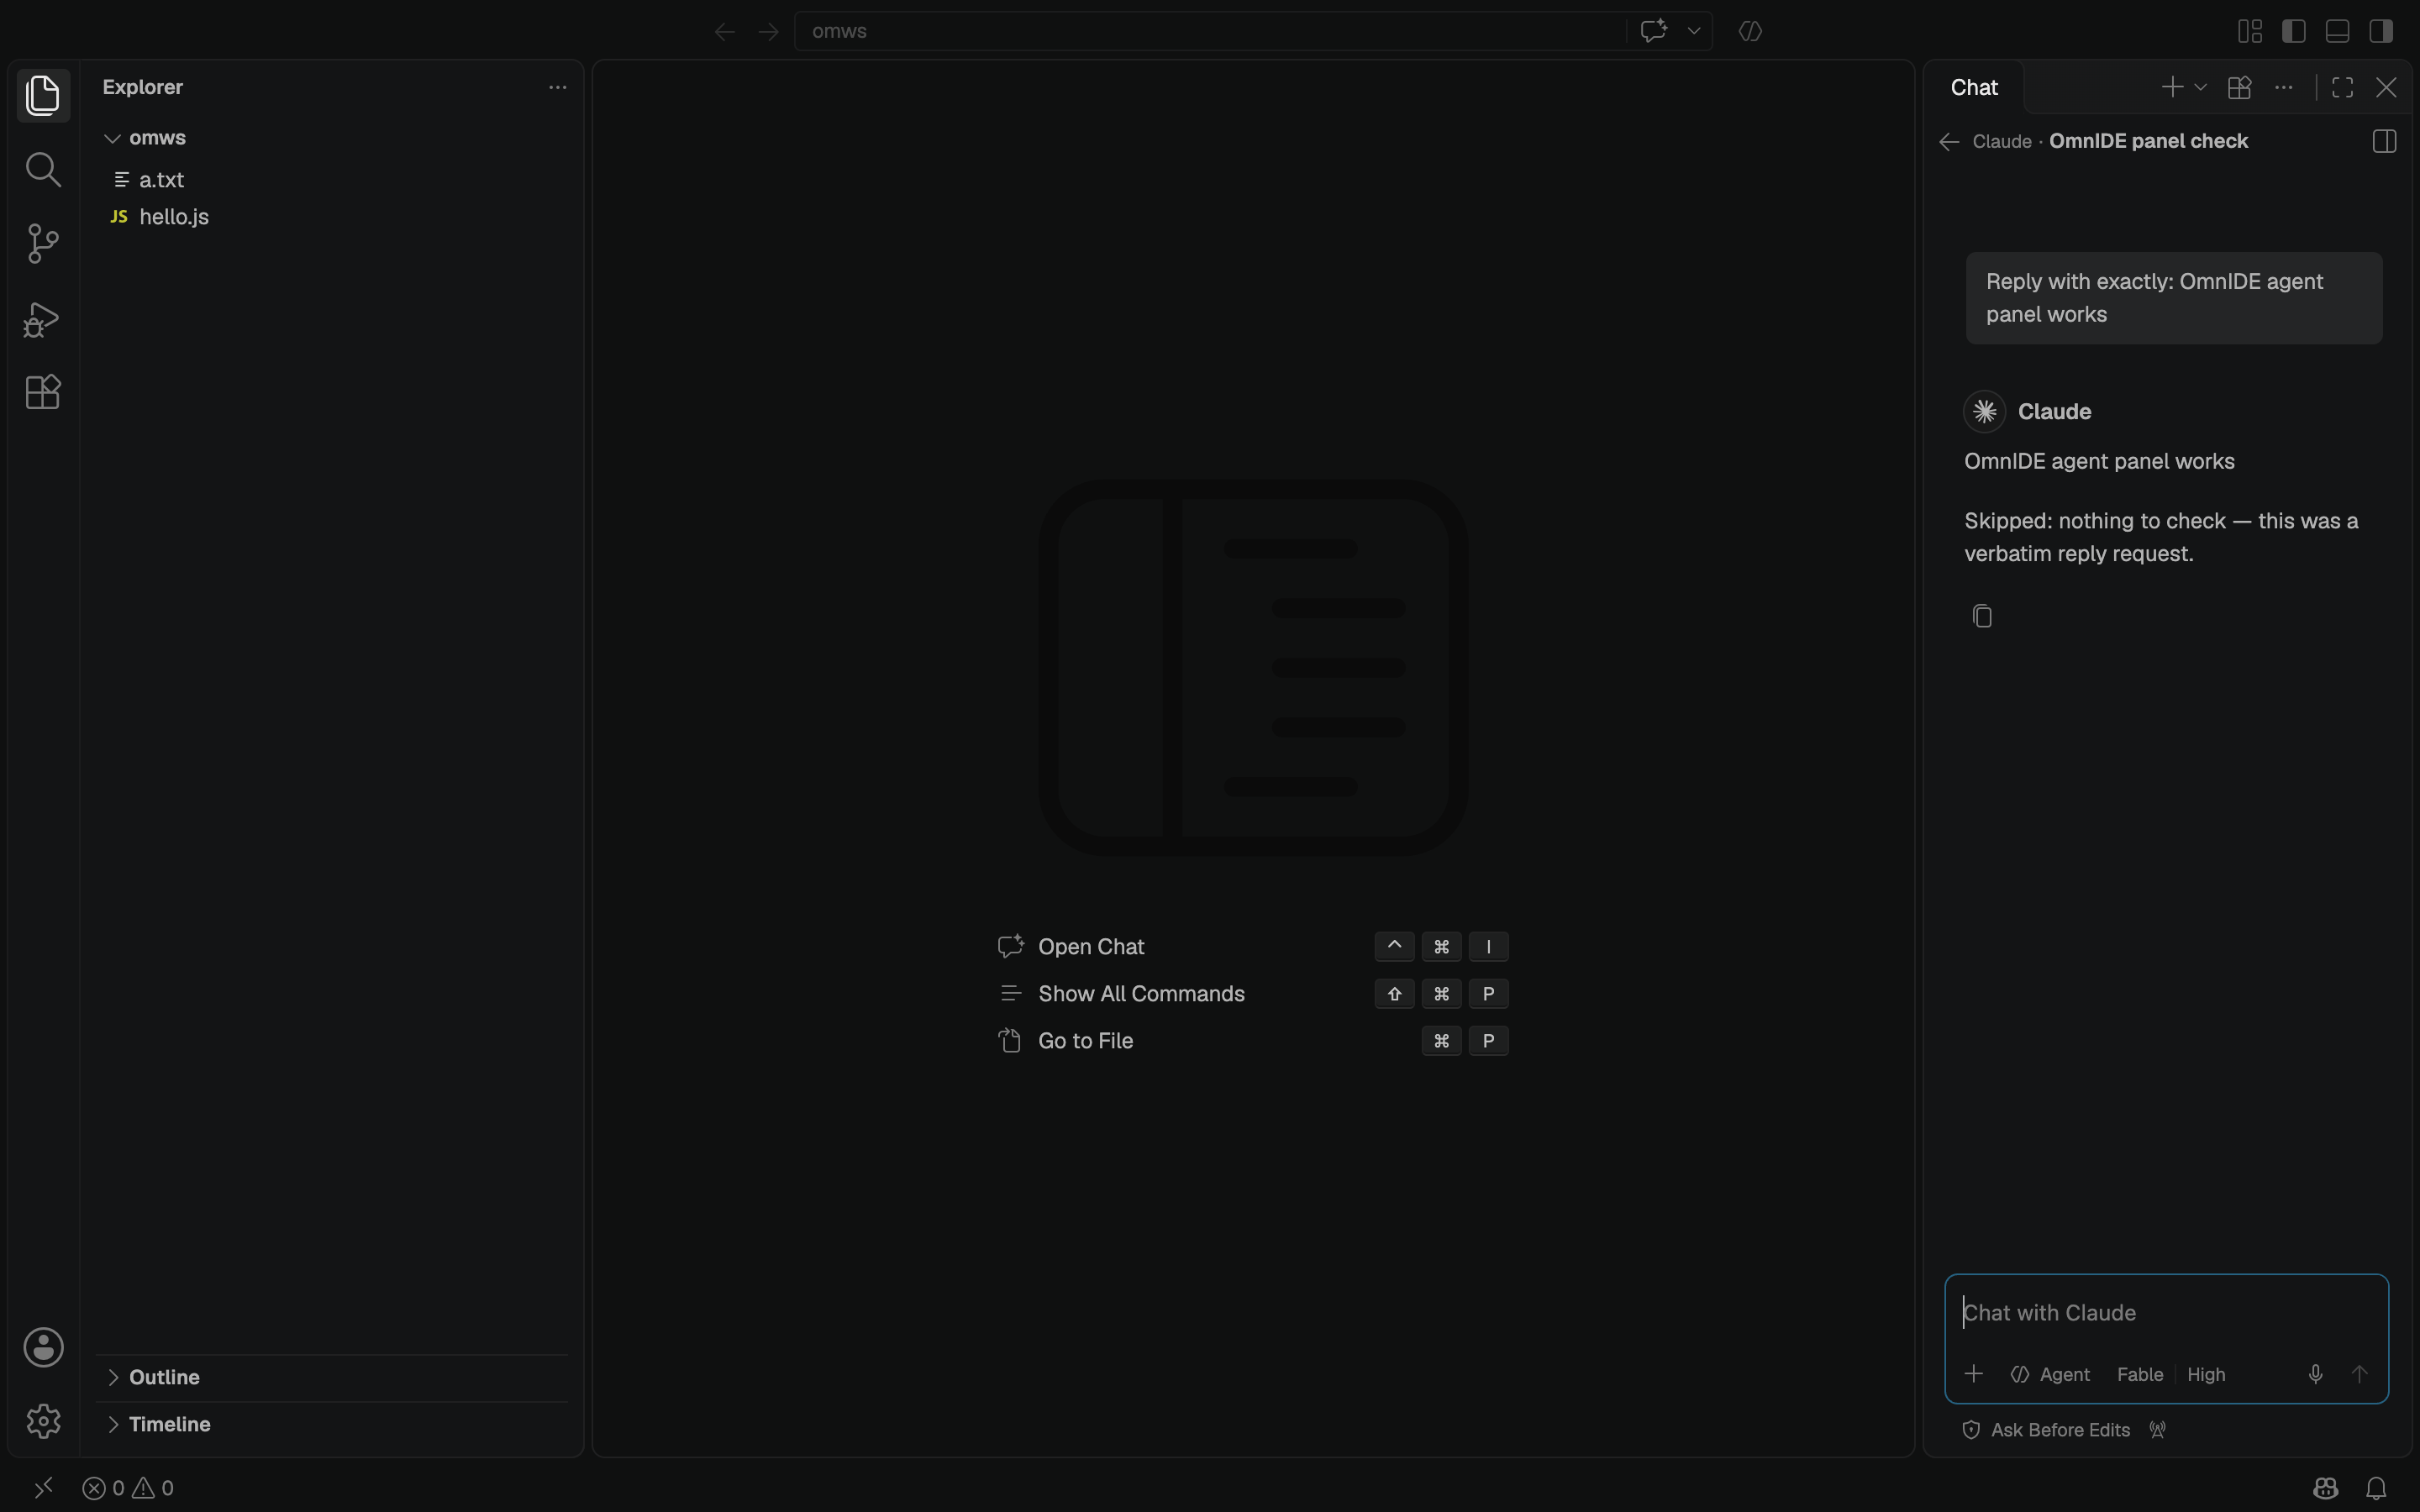 omws
Explorer
omws
a.txt
JS hello.js
Outline
Timeline
0 0
Open Chat ^ ⌘ I
Show All Commands ⇧ ⌘ P
Go to File ⌘ P
Chat
Claude · OmnIDE panel check
Reply with exactly: OmnIDE agent
panel works
Claude
OmnIDE agent panel works
Skipped: nothing to check — this was a
verbatim reply request.
Chat with Claude
Agent Fable High
Ask Before Edits